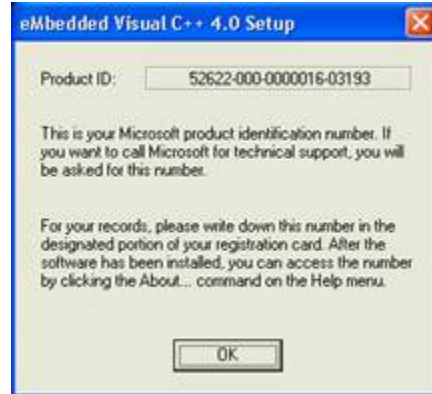 eMbedded Visual C++ 4.0 Setup
Product ID: 52622-000-0000016-03193
This is your Microsoft product identification number. If
you want to call Microsoft for technical support, you will
be asked for this number.
For your records, please write down this number in the
designated portion of your registration card. After the
software has been installed, you can access the number
by clicking the About... command on the Help menu.
OK